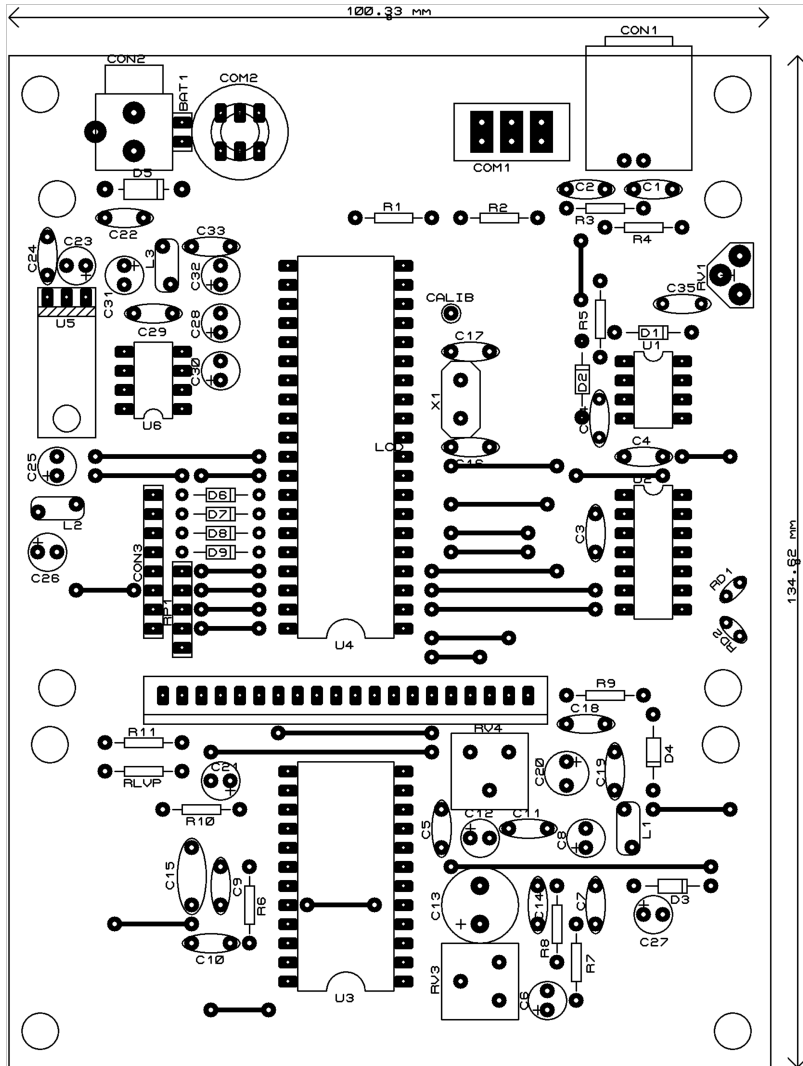 100.33 mm
CON1
CON2
BAT1
COM2
COM1
D5
C2
C1
C22
R1
R2
R3
R4
C24
C23
L3
C33
C31
C32
RV1
CALIB
C35
U5
C29
C28
R5
D1
U1
C17
C30
D2
X1
U6
LCD
C4
C16
C25
U2
D6
L2
D7
C3
D8
D9
C26
CON3
RP1
RD1
134.62 mm
RD2
U4
R9
C18
R11
RV4
D4
RLVP
C21
C20
C19
R10
C5
C12
C11
C8
L1
C15
C9
R6
C13
C14
C7
D3
C10
R8
C27
R7
RV3
C6
U3